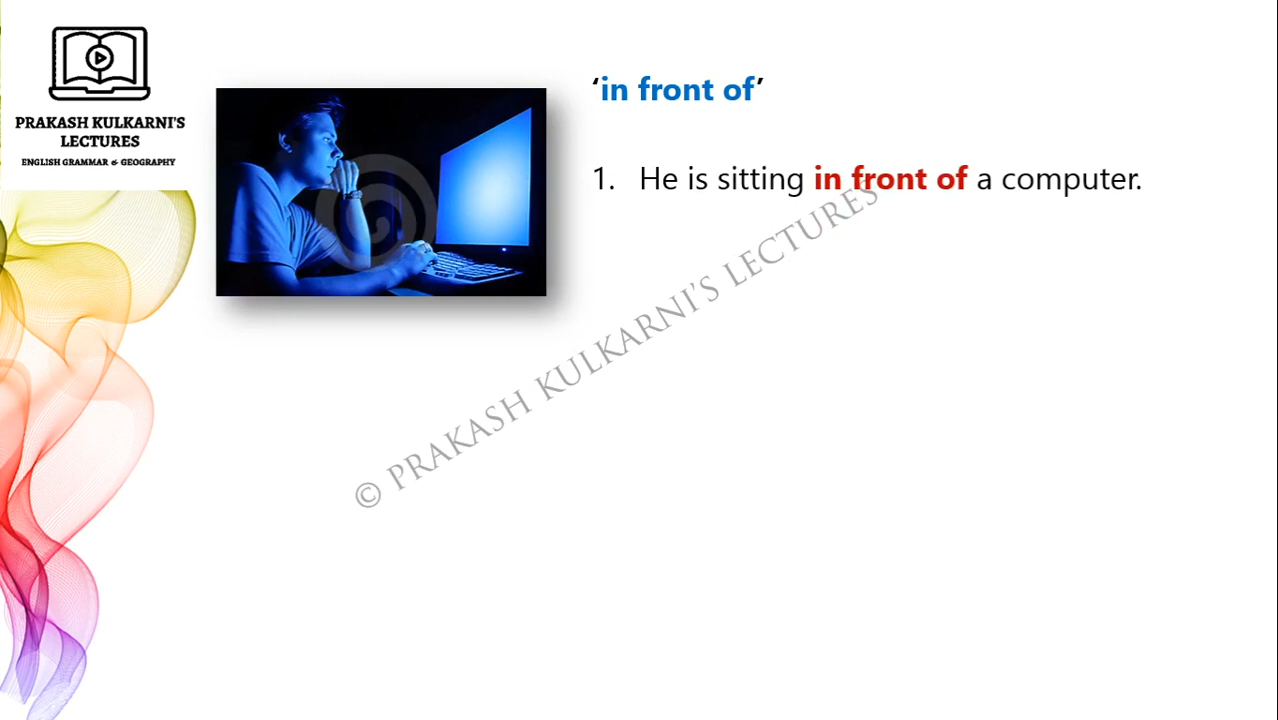 PRAKASH KULKARNI'S
LECTURES
ENGLISH GRAMMAR & GEOGRAPHY
‘in front of’
1. He is sitting in front of a computer.
© PRAKASH KULKARNI'S LECTURES